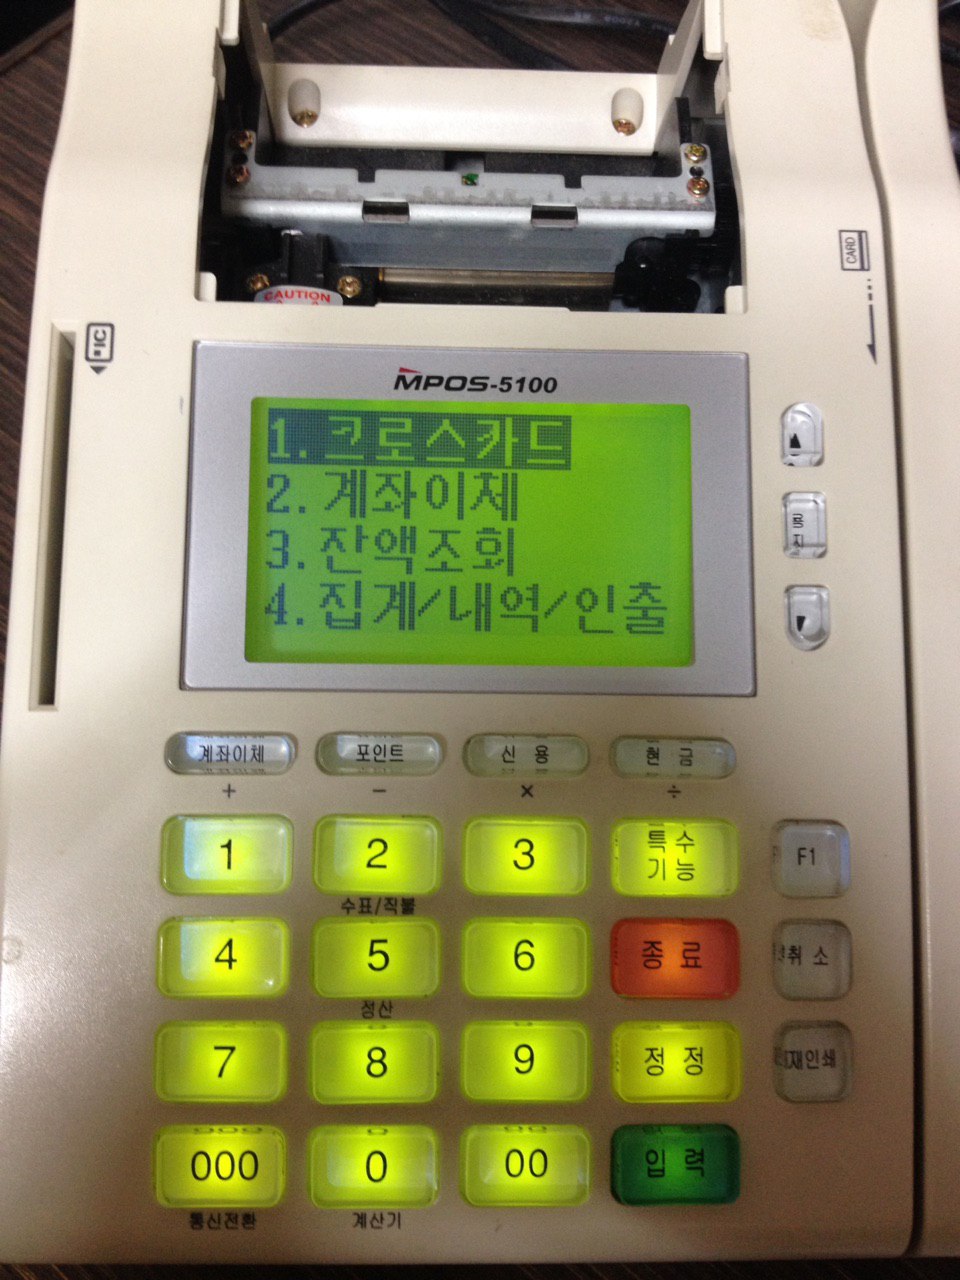 CAUTION
CARD
IC
MPOS-5100
1.크로스카드
2.계좌이체
3.잔액조회
4.집계/내역/인출
▲
용지
▼
계좌이체 포인트 신용 현금
+ - × ÷
1 2 3 특수기능 F1
수표/직불
4 5 6 종료 취소
정산
7 8 9 정정 재인쇄
000 0 00 입력
통신전환 계산기